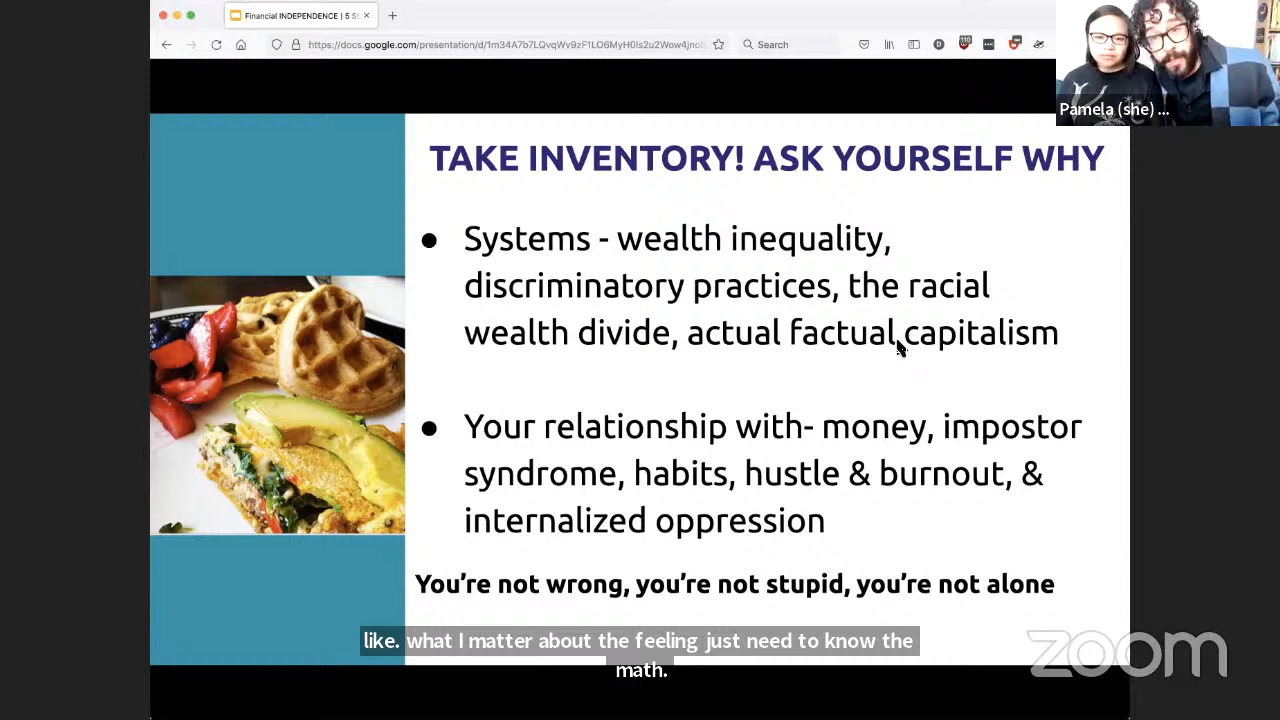 Financial INDEPENDENCE | 5 St
https://docs.google.com/presentation/d/1m34A7b7LQvqWv9zF1LO6MyH0Is2u2Wow4jno
Search
110
Pamela (she) ...
TAKE INVENTORY! ASK YOURSELF WHY
● Systems - wealth inequality,
discriminatory practices, the racial
wealth divide, actual factual capitalism
● Your relationship with- money, impostor
syndrome, habits, hustle & burnout, &
internalized oppression
You’re not wrong, you’re not stupid, you’re not alone
like. what I matter about the feeling just need to know the
math.
zoom